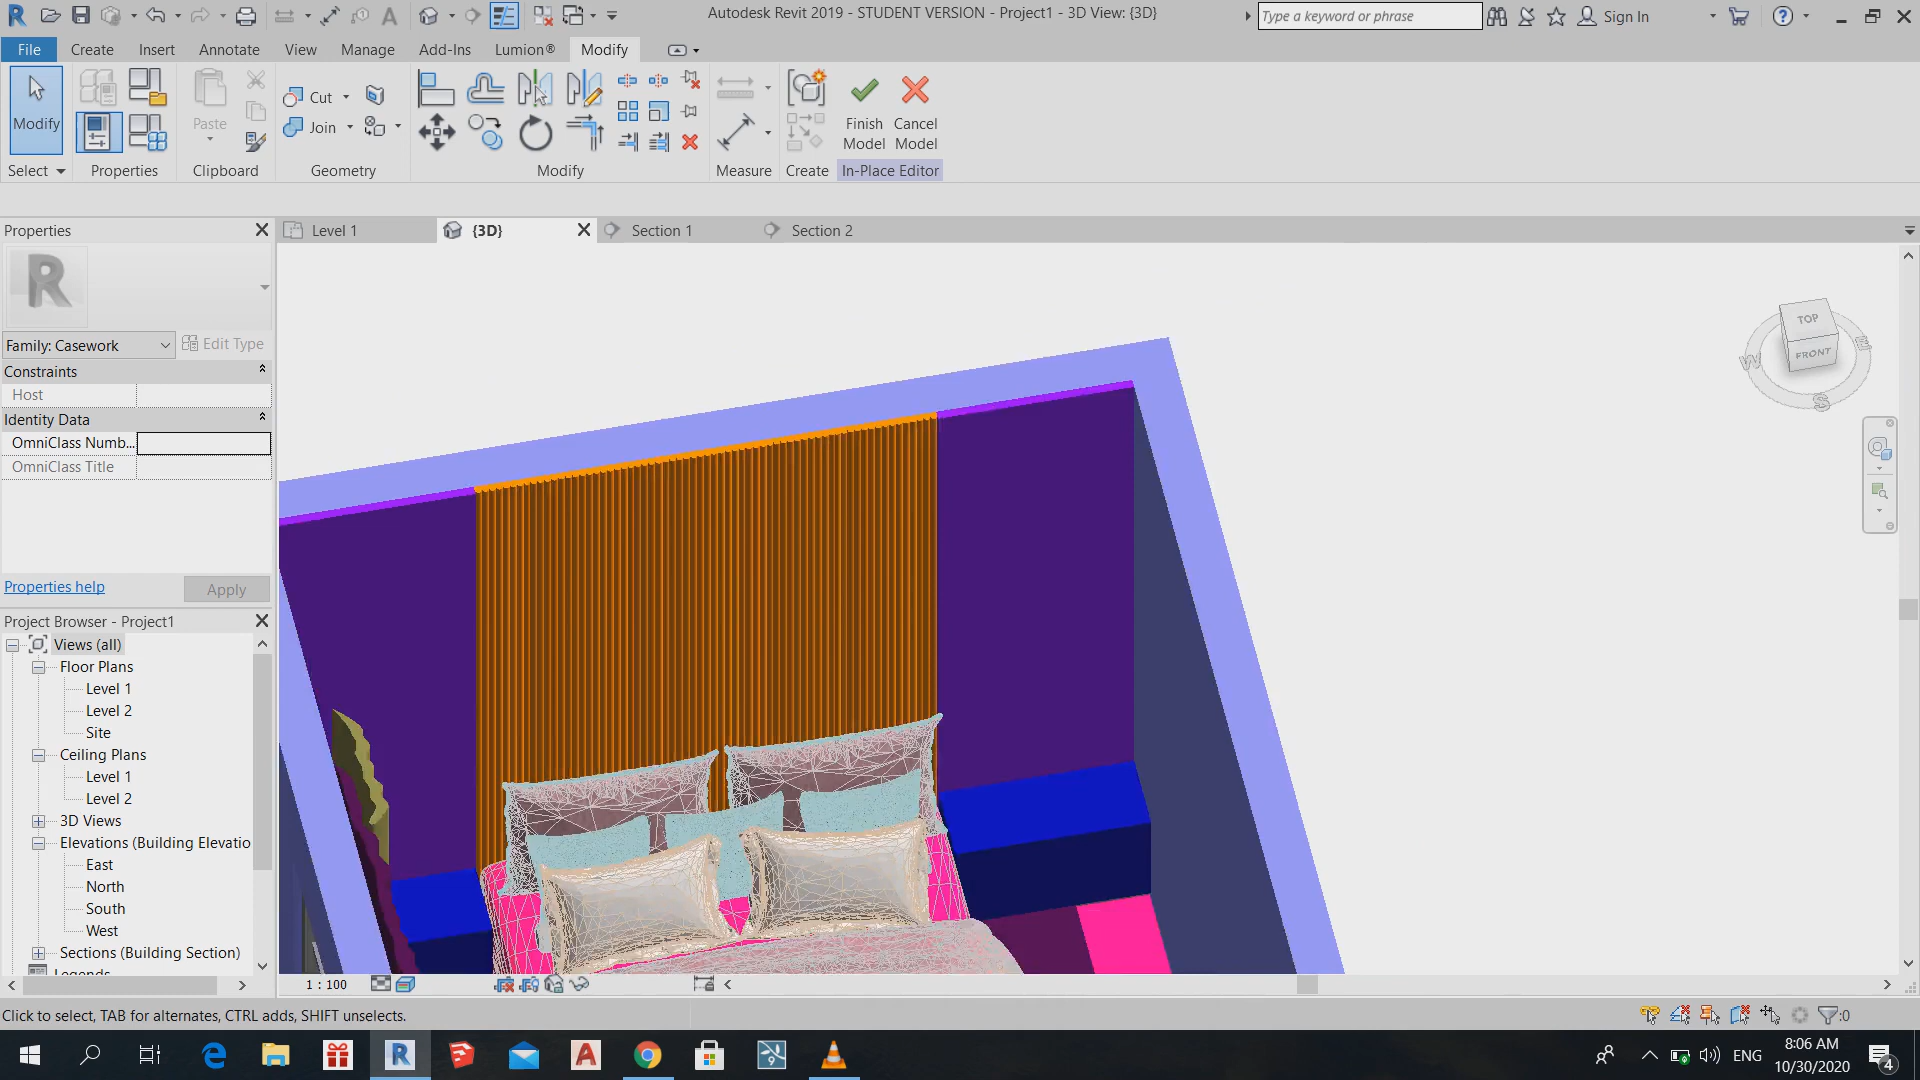 Autodesk Revit 2019 - STUDENT VERSION - Project1 - 3D View: {3D}
Type a keyword or phrase
Sign In
File Create Insert Annotate View Manage Add-Ins Lumion® Modify
Modify
Paste
Cut
Join
Finish Model
Cancel Model
Select Properties Clipboard Geometry Modify Measure Create In-Place Editor
Properties
Level 1 {3D} Section 1 Section 2
R
Family: Casework Edit Type
Constraints
Host
Identity Data
OmniClass Numb...
OmniClass Title
Properties help Apply
Project Browser - Project1
Views (all)
Floor Plans
Level 1
Level 2
Site
Ceiling Plans
Level 1
Level 2
3D Views
Elevations (Building Elevatio
East
North
South
West
Sections (Building Section)
TOP
FRONT
W
S
E
1 : 100
Click to select, TAB for alternates, CTRL adds, SHIFT unselects.
:0
ENG
8:06 AM
10/30/2020
4